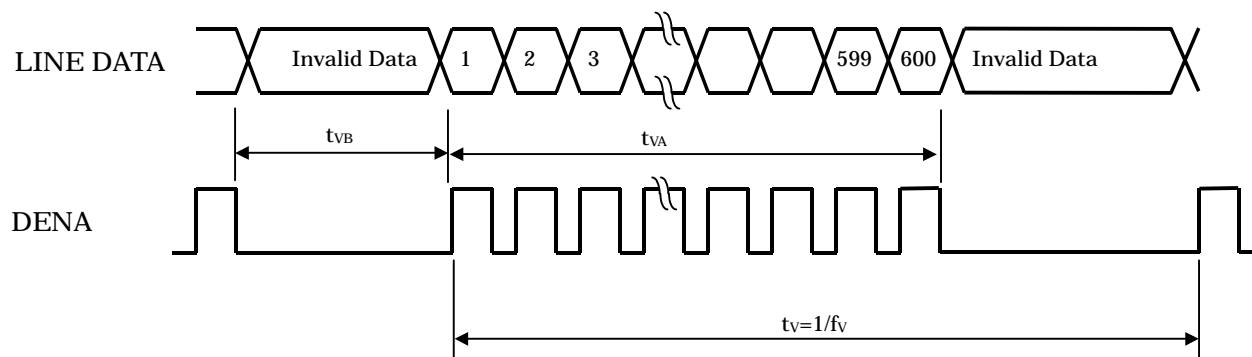 LINE DATA Invalid Data 1 2 3 599 600 Invalid Data
tVB tVA
DENA
tV=1/fV